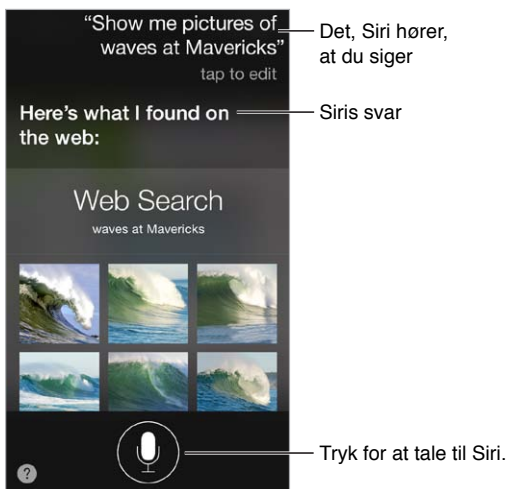 “Show me pictures of
waves at Mavericks”
tap to edit
Det, Siri hører,
at du siger
Here’s what I found on
the web:
Siris svar
Web Search
waves at Mavericks
Tryk for at tale til Siri.
?